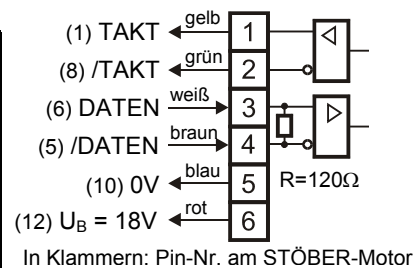 (1) TAKT gelb 1
(8) /TAKT grün 2
(6) DATEN weiß 3
(5) /DATEN braun 4
(10) 0V blau 5 R=120Ω
(12) U_B = 18V rot 6
In Klammern: Pin-Nr. am STÖBER-Motor